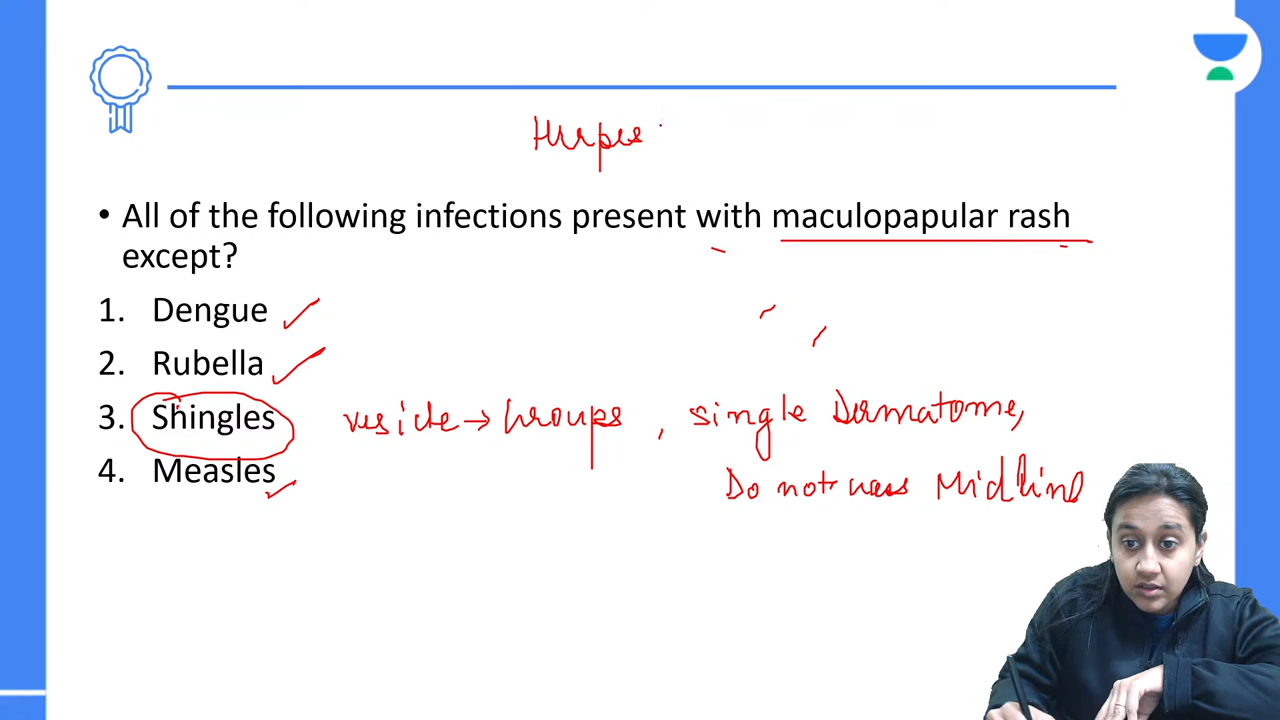 Herpes
• All of the following infections present with maculopapular rash
except?
1. Dengue
2. Rubella
3. Shingles vesicle → Groups, single Dermatome,
Do not cross Midline
4. Measles